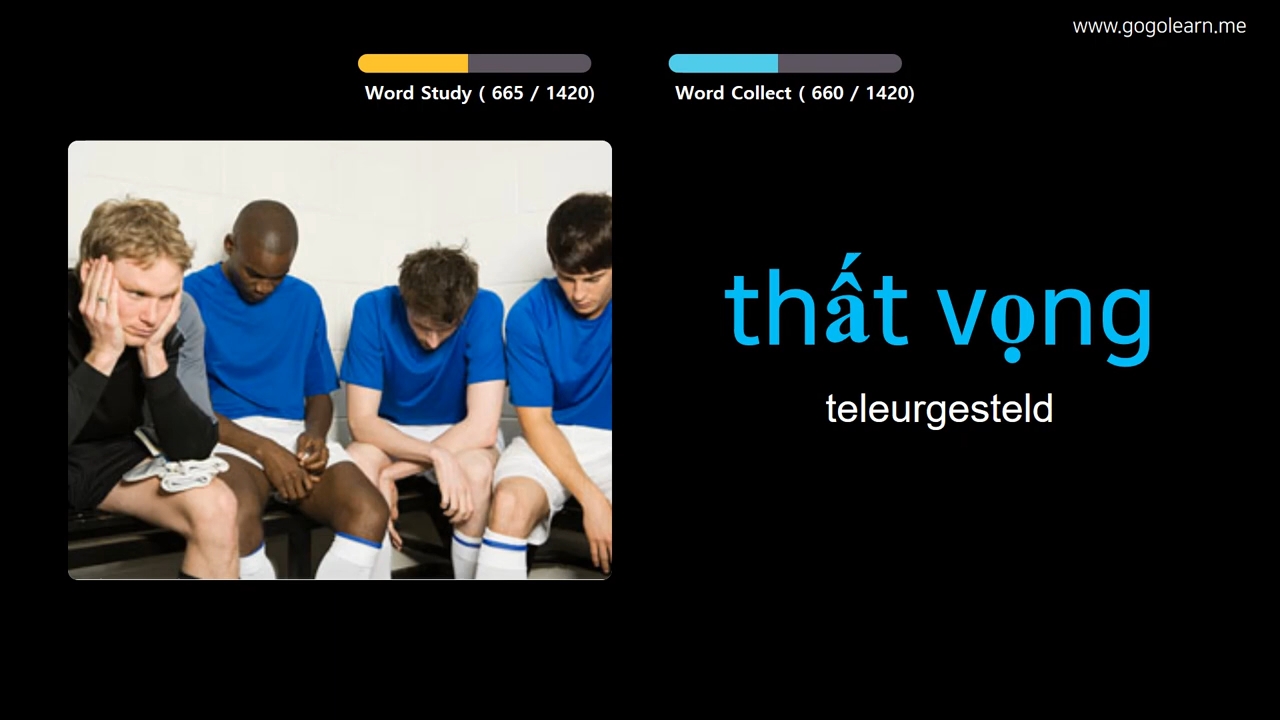 www.gogolearn.me
Word Study ( 665 / 1420)
Word Collect ( 660 / 1420)
thất vọng
teleurgesteld